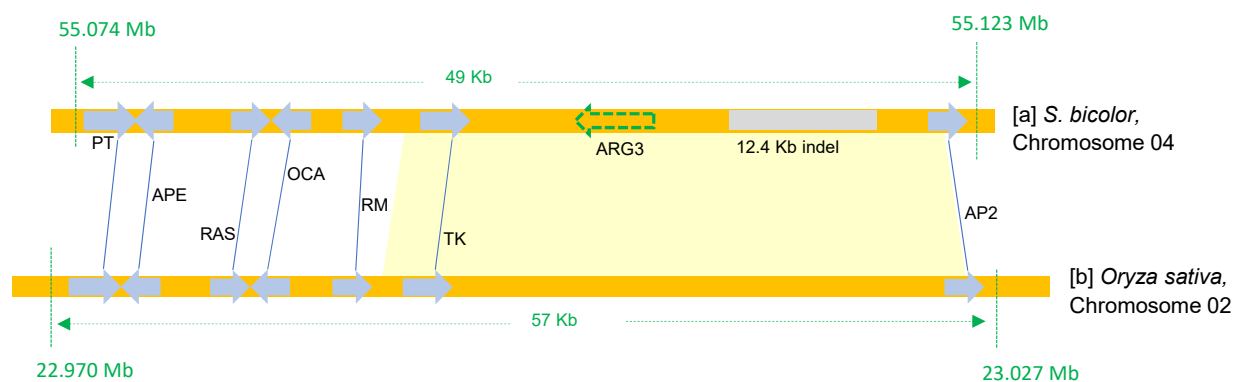 55.074 Mb
55.123 Mb
49 Kb
[a] S. bicolor,
Chromosome 04
PT
ARG3
12.4 Kb indel
OCA
APE
RM
AP2
RAS
TK
[b] Oryza sativa,
Chromosome 02
57 Kb
22.970 Mb
23.027 Mb